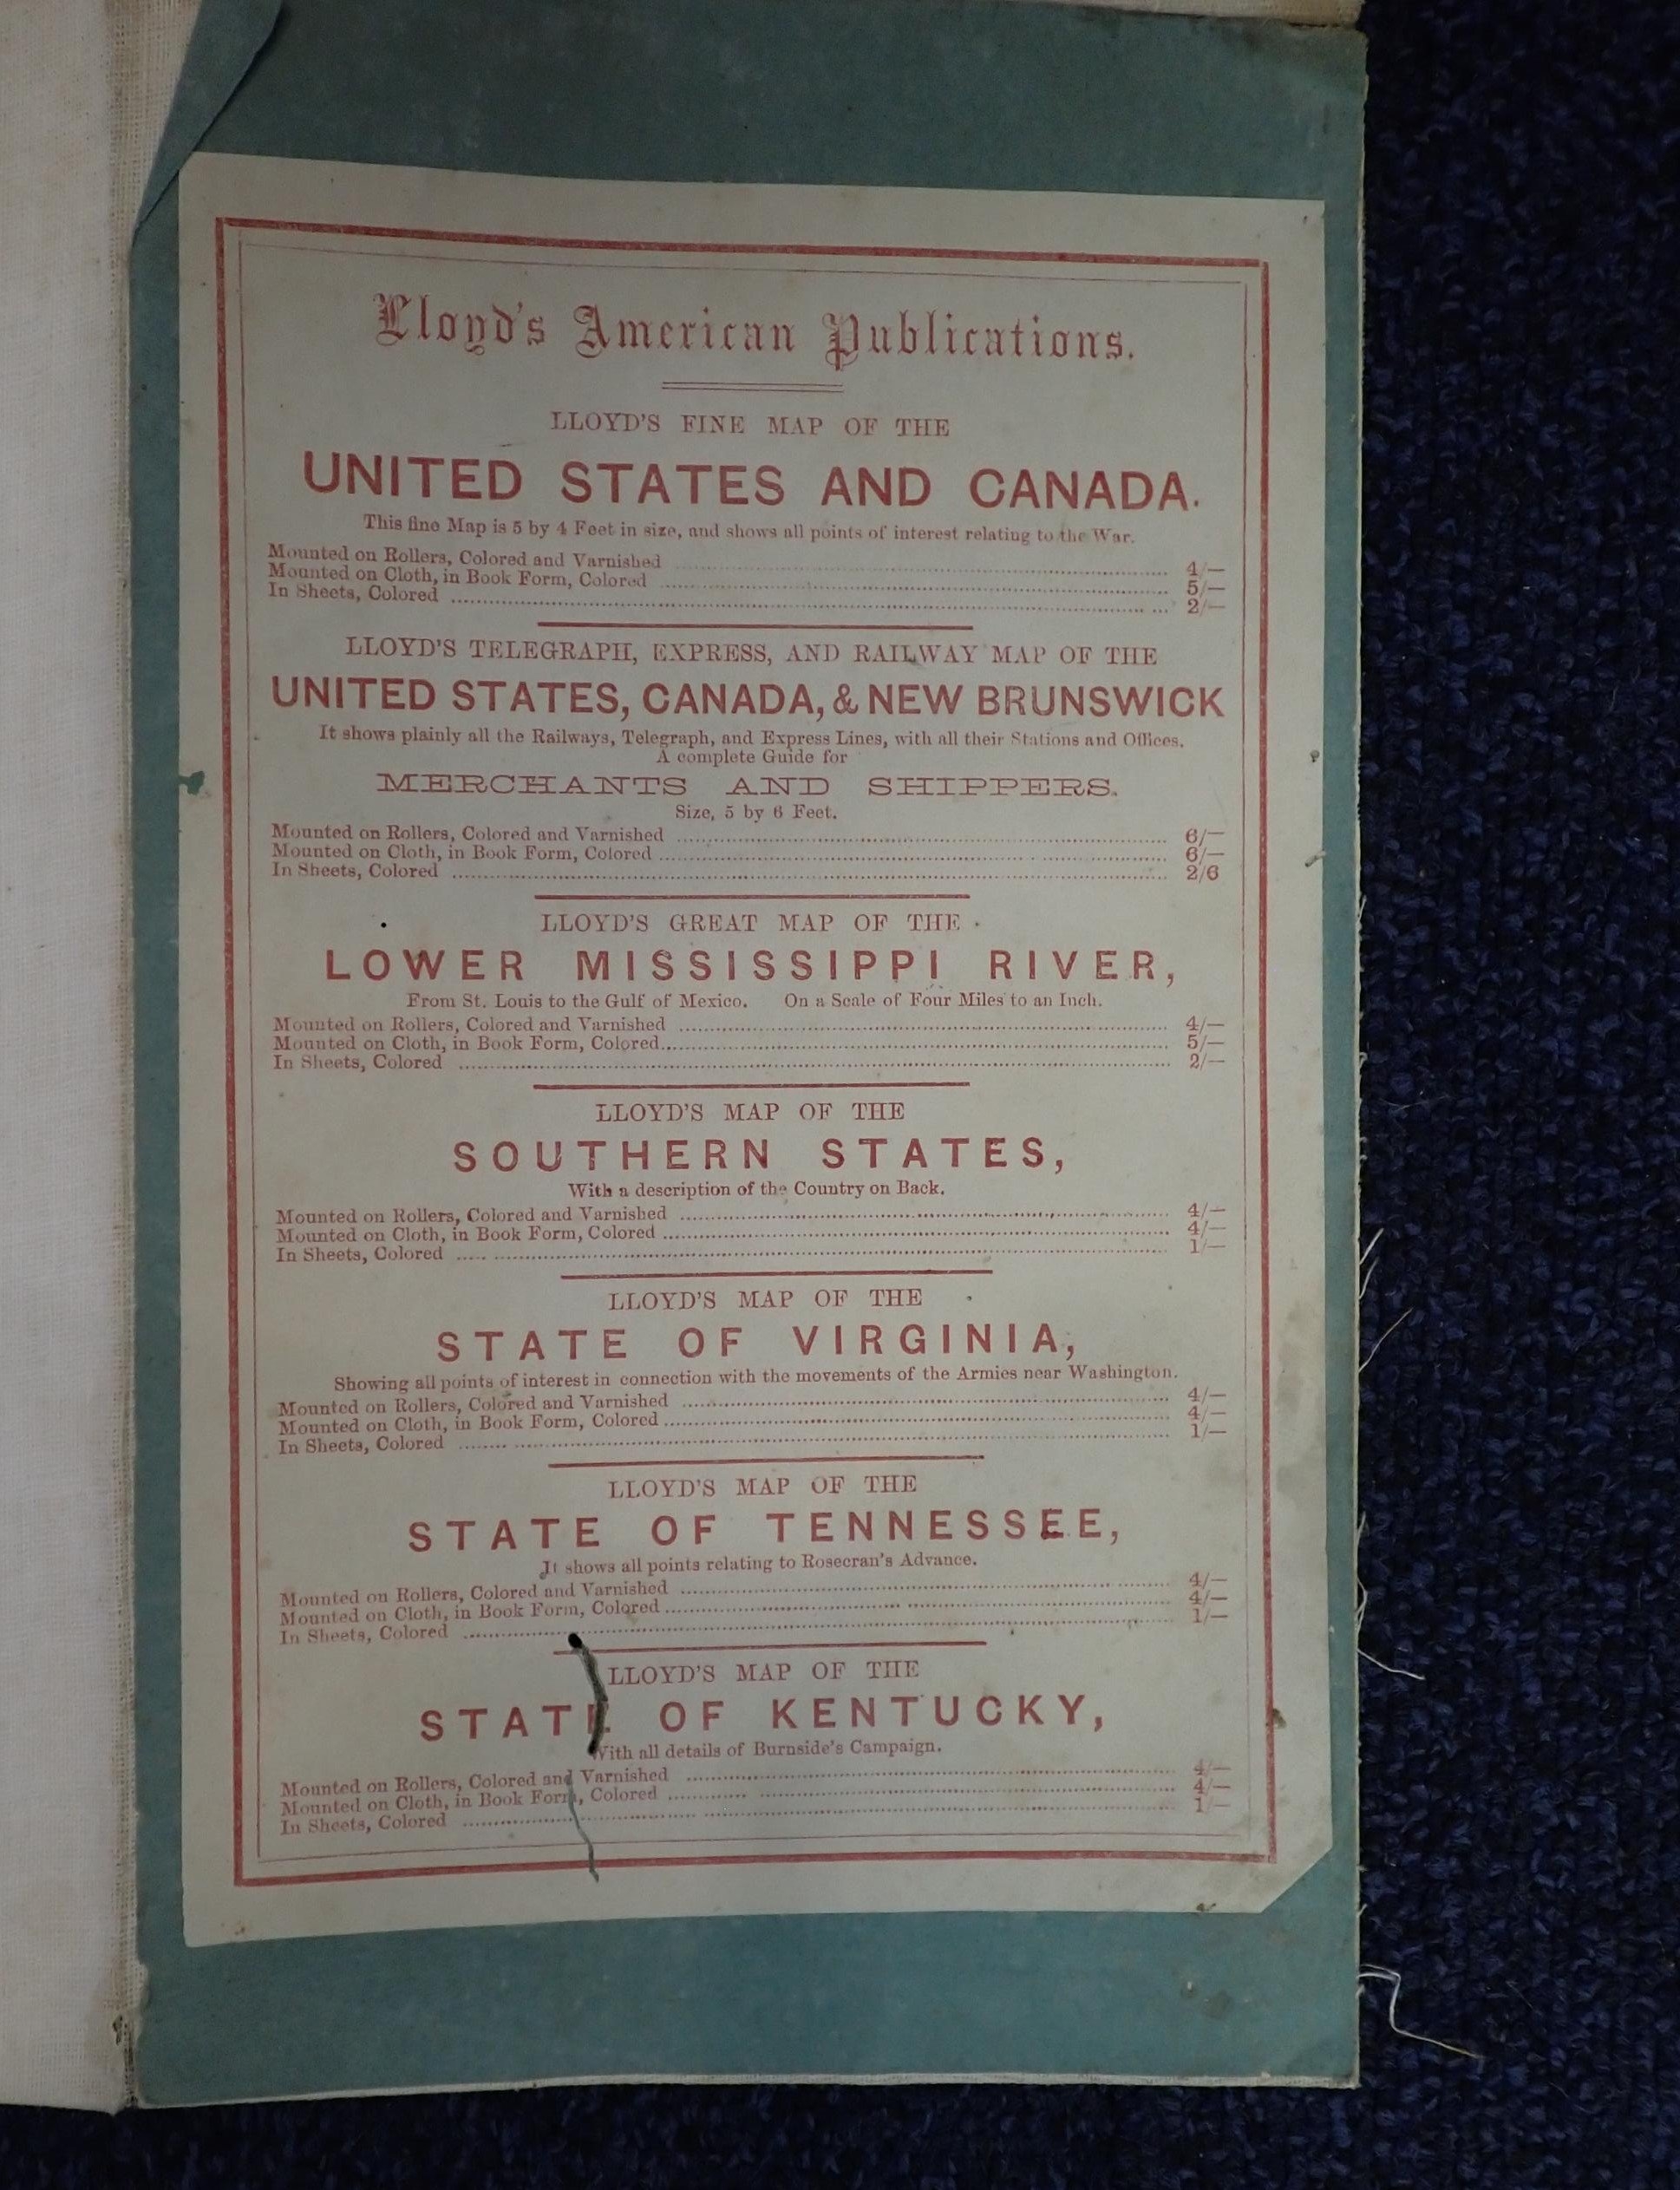 Lloyd's American Publications.
LLOYD'S FINE MAP OF THE
UNITED STATES AND CANADA.
This fine Map is 5 by 4 Feet in size, and shows all points of interest relating to the War.
Mounted on Rollers, Colored and Varnished ........ 4/—
Mounted on Cloth, in Book Form, Colored ........ 5/—
In Sheets, Colored ........ 2/—
LLOYD'S TELEGRAPH, EXPRESS, AND RAILWAY MAP OF THE
UNITED STATES, CANADA, & NEW BRUNSWICK
It shows plainly all the Railways, Telegraph, and Express Lines, with all their Stations and Offices.
A complete Guide for
MERCHANTS AND SHIPPERS.
Size, 5 by 6 Feet.
Mounted on Rollers, Colored and Varnished ........ 6/—
Mounted on Cloth, in Book Form, Colored ........ 6/—
In Sheets, Colored ........ 2/6
LLOYD'S GREAT MAP OF THE
LOWER MISSISSIPPI RIVER,
From St. Louis to the Gulf of Mexico. On a Scale of Four Miles to an Inch.
Mounted on Rollers, Colored and Varnished ........ 4/—
Mounted on Cloth, in Book Form, Colored ........ 5/—
In Sheets, Colored ........ 2/—
LLOYD'S MAP OF THE
SOUTHERN STATES,
With a description of the Country on Back.
Mounted on Rollers, Colored and Varnished ........ 4/—
Mounted on Cloth, in Book Form, Colored ........ 4/—
In Sheets, Colored ........ 1/—
LLOYD'S MAP OF THE
STATE OF VIRGINIA,
Showing all points of interest in connection with the movements of the Armies near Washington.
Mounted on Rollers, Colored and Varnished ........ 4/—
Mounted on Cloth, in Book Form, Colored ........ 4/—
In Sheets, Colored ........ 1/—
LLOYD'S MAP OF THE
STATE OF TENNESSEE,
It shows all points relating to Rosecran's Advance.
Mounted on Rollers, Colored and Varnished ........ 4/—
Mounted on Cloth, in Book Form, Colored ........ 4/—
In Sheets, Colored ........ 1/—
LLOYD'S MAP OF THE
STATE OF KENTUCKY,
With all details of Burnside's Campaign.
Mounted on Rollers, Colored and Varnished ........ 4/—
Mounted on Cloth, in Book Form, Colored ........ 4/—
In Sheets, Colored ........ 1/—